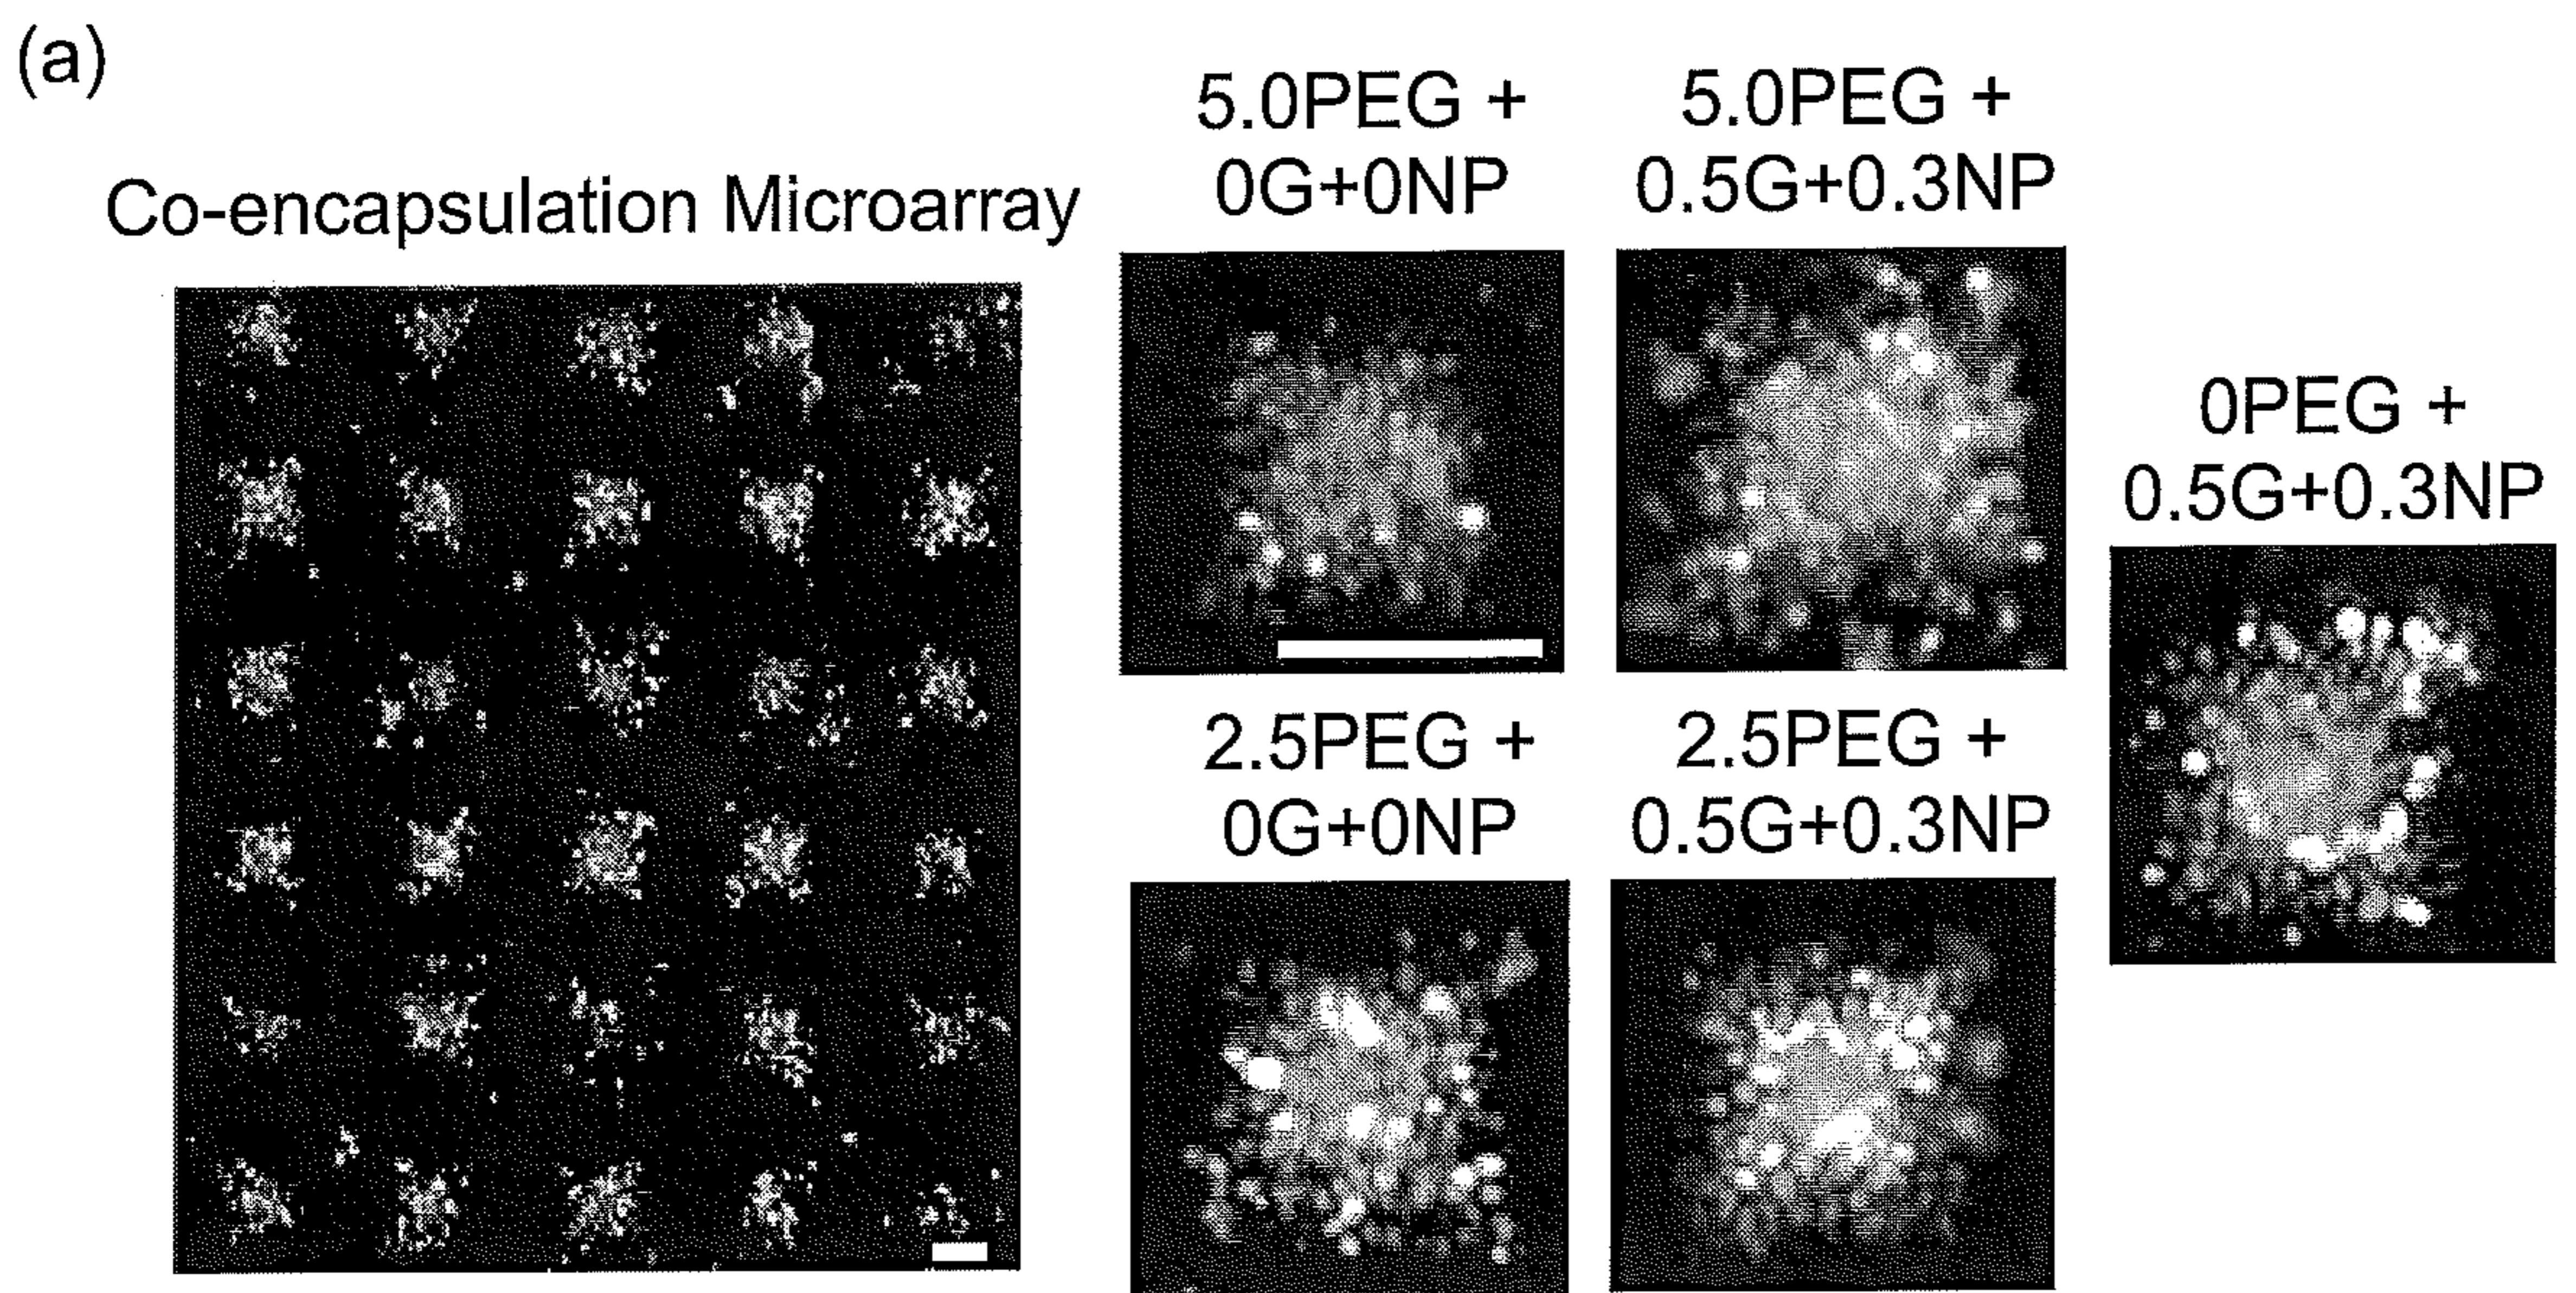 (a)
Co-encapsulation Microarray
5.0PEG +
0G+0NP
5.0PEG +
0.5G+0.3NP
0PEG +
0.5G+0.3NP
2.5PEG +
0G+0NP
2.5PEG +
0.5G+0.3NP